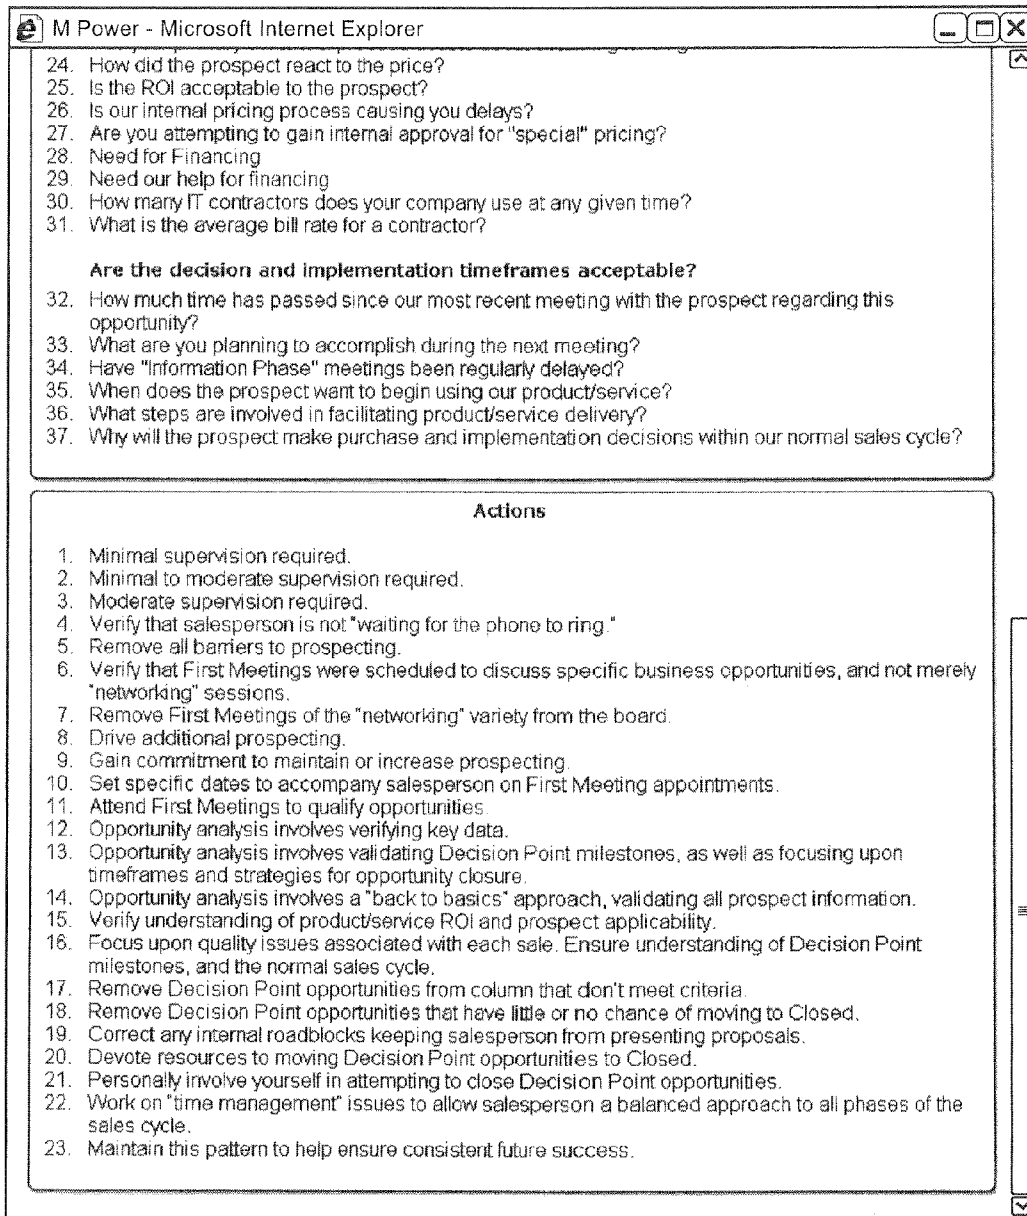 M Power - Microsoft Internet Explorer
24. How did the prospect react to the price?
25. Is the ROI acceptable to the prospect?
26. Is our internal pricing process causing you delays?
27. Are you attempting to gain internal approval for "special" pricing?
28. Need for Financing
29. Need our help for financing
30. How many IT contractors does your company use at any given time?
31. What is the average bill rate for a contractor?
Are the decision and implementation timeframes acceptable?
32. How much time has passed since our most recent meeting with the prospect regarding this
opportunity?
33. What are you planning to accomplish during the next meeting?
34. Have "Information Phase" meetings been regularly delayed?
35. When does the prospect want to begin using our product/service?
36. What steps are involved in facilitating product/service delivery?
37. Why will the prospect make purchase and implementation decisions within our normal sales cycle?
Actions
1. Minimal supervision required.
2. Minimal to moderate supervision required.
3. Moderate supervision required.
4. Verify that salesperson is not "waiting for the phone to ring."
5. Remove all barriers to prospecting.
6. Verify that First Meetings were scheduled to discuss specific business opportunities, and not merely
"networking" sessions.
7. Remove First Meetings of the "networking" variety from the board.
8. Drive additional prospecting.
9. Gain commitment to maintain or increase prospecting.
10. Set specific dates to accompany salesperson on First Meeting appointments.
11. Attend First Meetings to qualify opportunities.
12. Opportunity analysis involves verifying key data.
13. Opportunity analysis involves validating Decision Point milestones, as well as focusing upon
timeframes and strategies for opportunity closure.
14. Opportunity analysis involves a "back to basics" approach, validating all prospect information.
15. Verify understanding of product/service ROI and prospect applicability.
16. Focus upon quality issues associated with each sale. Ensure understanding of Decision Point
milestones, and the normal sales cycle.
17. Remove Decision Point opportunities from column that don't meet criteria.
18. Remove Decision Point opportunities that have little or no chance of moving to Closed.
19. Correct any internal roadblocks keeping salesperson from presenting proposals.
20. Devote resources to moving Decision Point opportunities to Closed.
21. Personally involve yourself in attempting to close Decision Point opportunities.
22. Work on "time management" issues to allow salesperson a balanced approach to all phases of the
sales cycle.
23. Maintain this pattern to help ensure consistent future success.